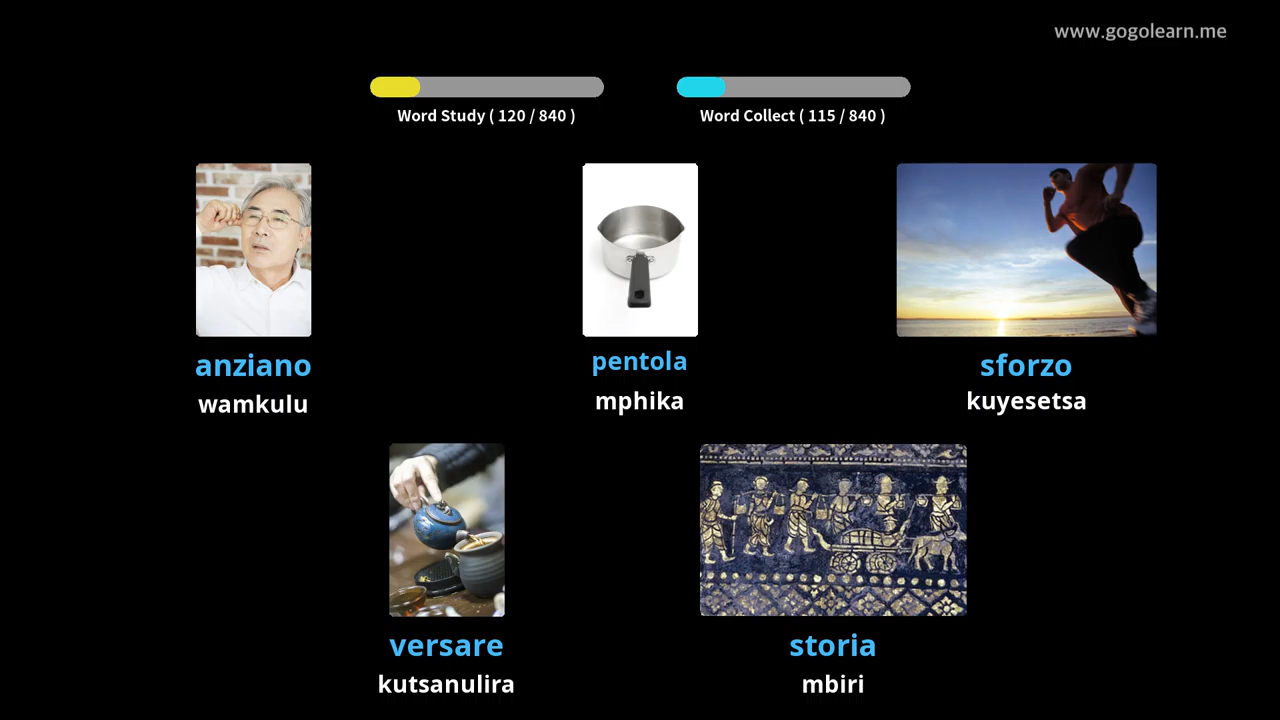 www.gogolearn.me
Word Study ( 120 / 840 )
Word Collect ( 115 / 840 )
anziano
wamkulu
pentola
mphika
sforzo
kuyesetsa
versare
kutsanulira
storia
mbiri